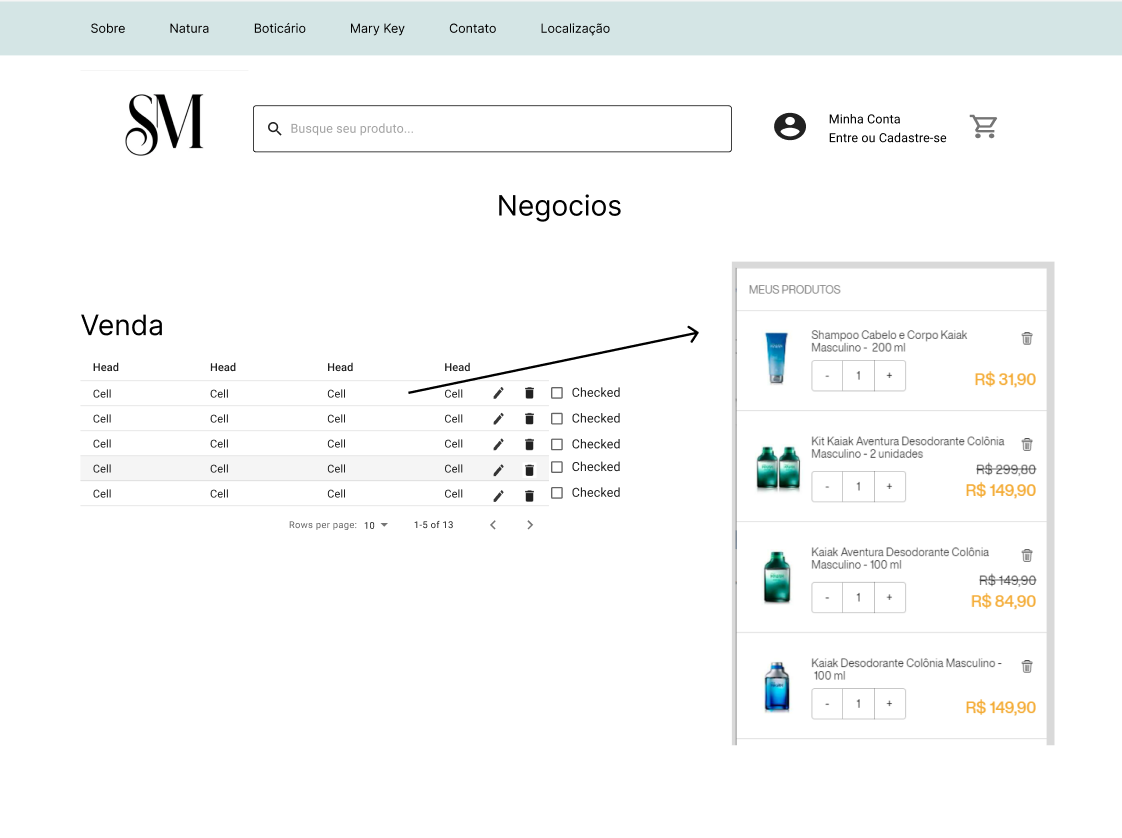 Sobre Natura Boticário Mary Key Contato Localização
SM
Busque seu produto...
Minha Conta
Entre ou Cadastre-se
Negocios
Venda
Head Head Head Head
Cell Cell Cell Cell Checked
Cell Cell Cell Cell Checked
Cell Cell Cell Cell Checked
Cell Cell Cell Cell Checked
Cell Cell Cell Cell Checked
Rows per page: 10 1-5 of 13
MEUS PRODUTOS
Shampoo Cabelo e Corpo Kaiak
Masculino - 200 ml
- 1 +
R$ 31,90
Kit Kaiak Aventura Desodorante Colônia
Masculino - 2 unidades
R$ 299,80
- 1 +
R$ 149,90
Kaiak Aventura Desodorante Colônia
Masculino - 100 ml
R$ 149,90
- 1 +
R$ 84,90
Kaiak Desodorante Colônia Masculino -
100 ml
- 1 +
R$ 149,90